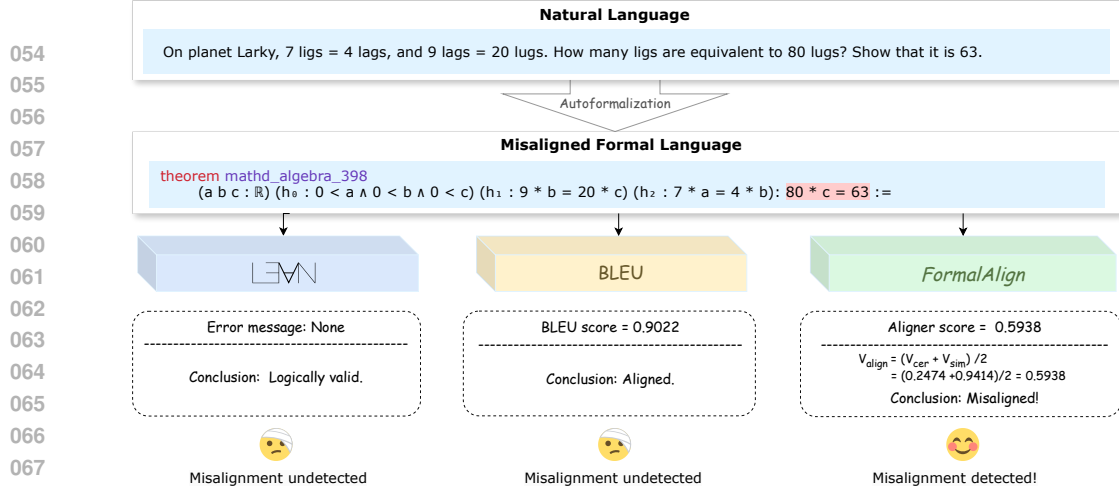 Natural Language
054
On planet Larky, 7 ligs = 4 lags, and 9 lags = 20 lugs. How many ligs are equivalent to 80 lugs? Show that it is 63.
055
Autoformalization
056
057
Misaligned Formal Language
058
theorem mathd_algebra_398
(a b c : ℝ) (h₀ : 0 < a ∧ 0 < b ∧ 0 < c) (h₁ : 9 * b = 20 * c) (h₂ : 7 * a = 4 * b): 80 * c = 63 :=
059
060
L∃∀N BLEU FormalAlign
061
062
Error message: None BLEU score = 0.9022 Aligner score = 0.5938
063
V_align = (V_cer + V_sim) /2
064
Conclusion: Logically valid. Conclusion: Aligned. = (0.2474 +0.9414)/2 = 0.5938
065
Conclusion: Misaligned!
066
067
Misalignment undetected Misalignment undetected Misalignment detected!